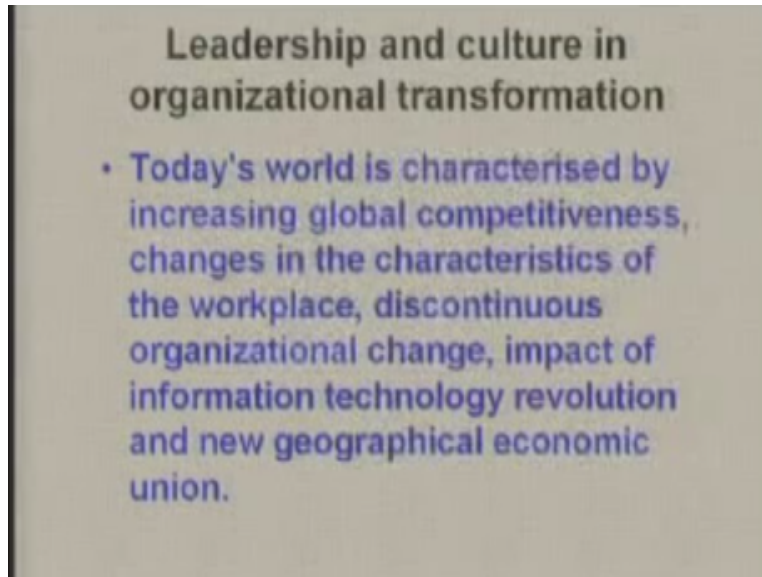 Leadership and culture in
organizational transformation
• Today's world is characterised by
increasing global competitiveness,
changes in the characteristics of
the workplace, discontinuous
organizational change, impact of
information technology revolution
and new geographical economic
union.